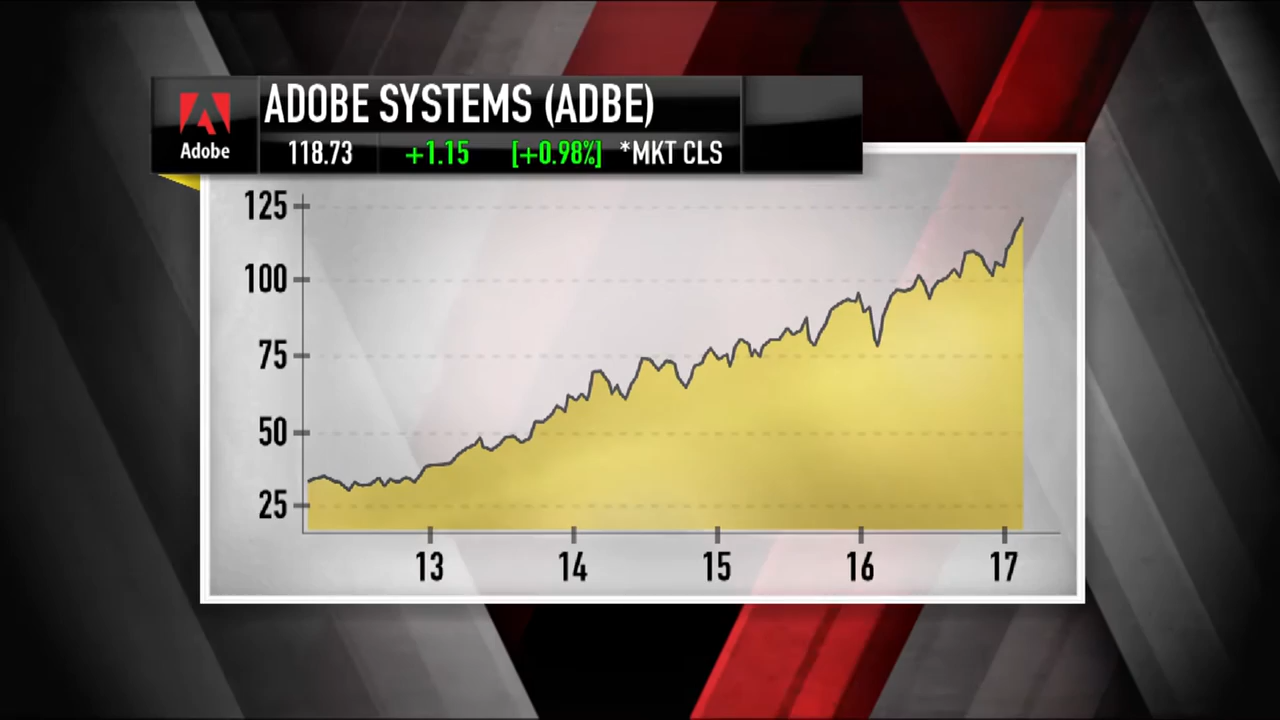 ADOBE SYSTEMS (ADBE)
Adobe
118.73 +1.15 [+0.98%] *MKT CLS
125
100
75
50
25
13 14 15 16 17